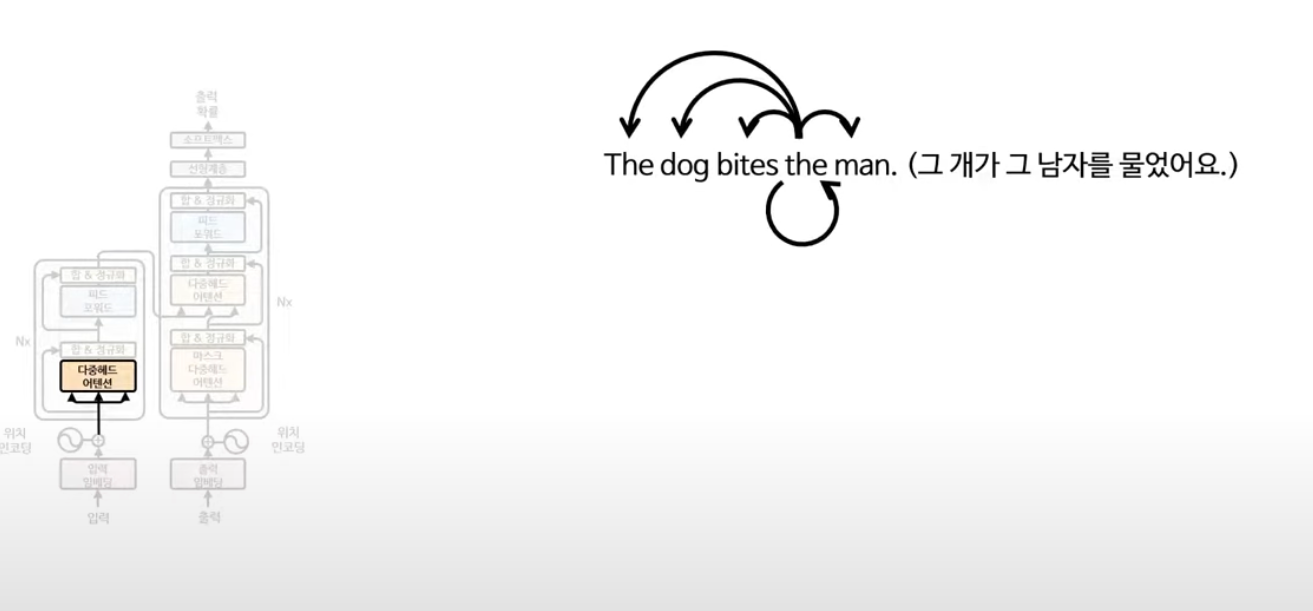 The dog bites the man. (그 개가 그 남자를 물었어요.)
출력
확률
소프트맥스
선형계층
합 & 정규화
피드
포워드
합 & 정규화
다중헤드
어텐션
Nx
합 & 정규화
마스크
다중헤드
어텐션
합 & 정규화
피드
포워드
Nx
합 & 정규화
다중헤드
어텐션
위치
인코딩
위치
인코딩
입력
임베딩
출력
임베딩
입력
출력